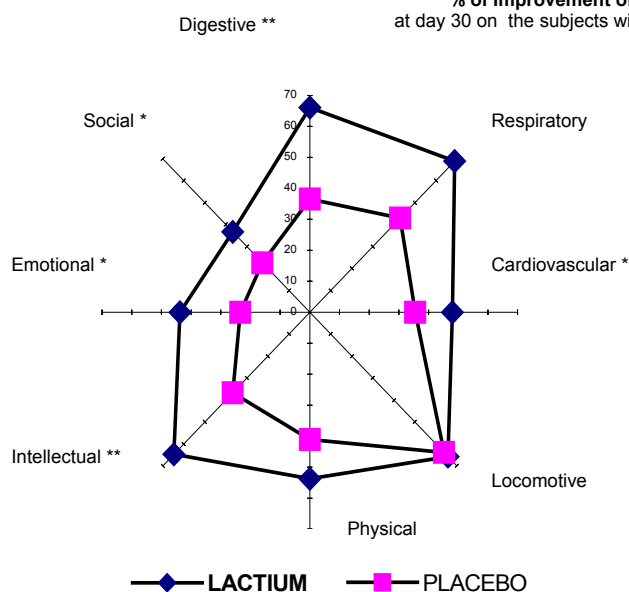 % of improvement o
at day 30 on the subjects wi
Digestive **
Social *
Respiratory
Emotional *
Cardiovascular *
Intellectual **
Locomotive
Physical
70
60
50
40
30
20
10
0
LACTIUM
PLACEBO